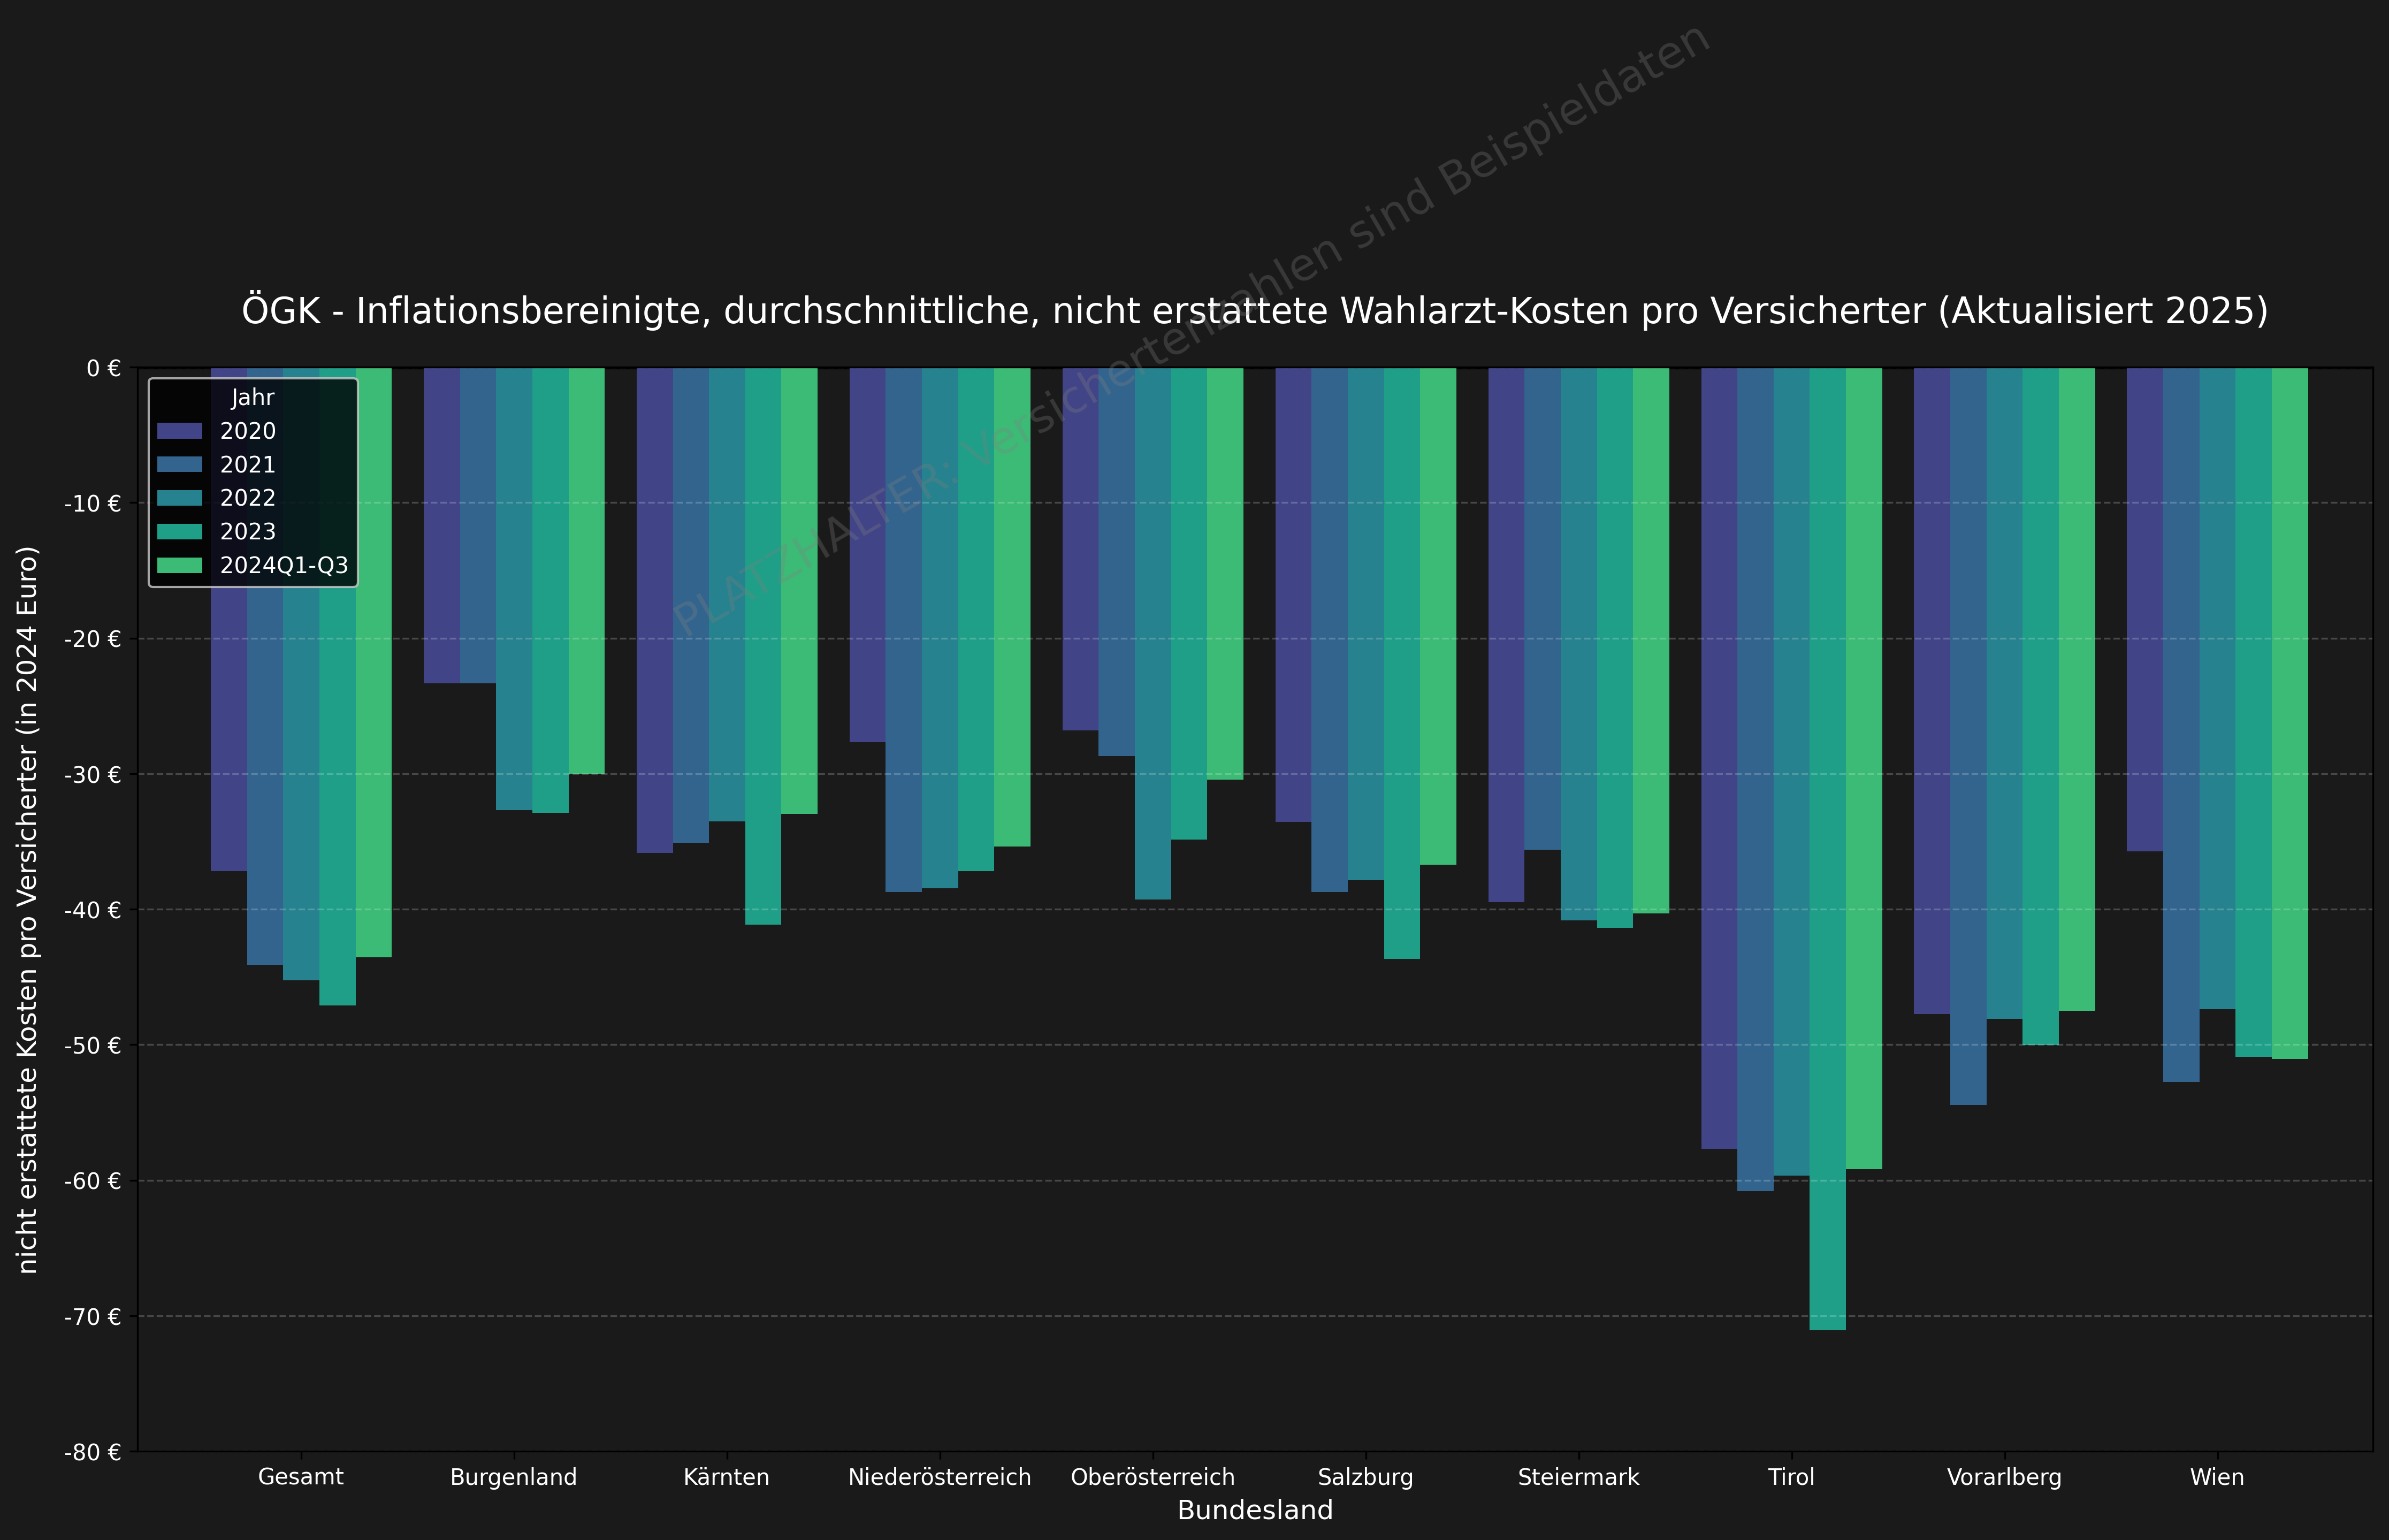 PLATZHALTER: Versichertenzahlen sind Beispieldaten
ÖGK - Inflationsbereinigte, durchschnittliche, nicht erstattete Wahlarzt-Kosten pro Versicherter (Aktualisiert 2025)
nicht erstattete Kosten pro Versicherter (in 2024 Euro)
0 €
-10 €
-20 €
-30 €
-40 €
-50 €
-60 €
-70 €
-80 €
Jahr
2020
2021
2022
2023
2024Q1-Q3
Gesamt Burgenland Kärnten Niederösterreich Oberösterreich Salzburg Steiermark Tirol Vorarlberg Wien
Bundesland